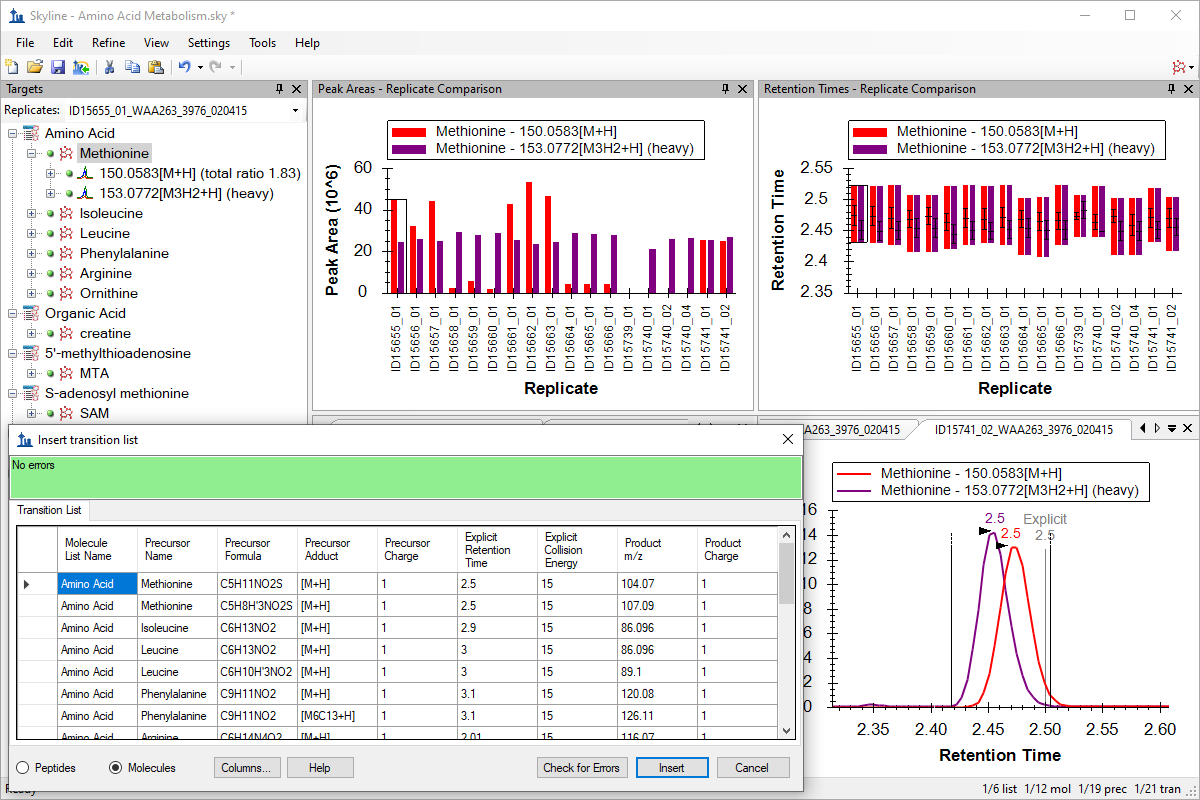 Skyline - Amino Acid Metabolism.sky *
File Edit Refine View Settings Tools Help
Targets
Replicates: ID15655_01_WAA263_3976_020415
Amino Acid
Methionine
150.0583[M+H] (total ratio 1.83)
153.0772[M3H2+H] (heavy)
Isoleucine
Leucine
Phenylalanine
Arginine
Ornithine
Organic Acid
creatine
5'-methylthioadenosine
MTA
S-adenosyl methionine
SAM
Peak Areas - Replicate Comparison
Methionine - 150.0583[M+H]
Methionine - 153.0772[M3H2+H] (heavy)
Peak Area (10^6)
60
40
20
0
ID15655_01
ID15656_01
ID15657_01
ID15658_01
ID15659_01
ID15660_01
ID15661_01
ID15662_01
ID15663_01
ID15664_01
ID15665_01
ID15666_01
ID15739_01
ID15740_01
ID15740_02
ID15740_04
ID15741_01
ID15741_02
Replicate
Retention Times - Replicate Comparison
Methionine - 150.0583[M+H]
Methionine - 153.0772[M3H2+H] (heavy)
Retention Time
2.55
2.5
2.45
2.4
2.35
ID15655_01
ID15656_01
ID15657_01
ID15658_01
ID15659_01
ID15660_01
ID15661_01
ID15662_01
ID15663_01
ID15664_01
ID15665_01
ID15666_01
ID15739_01
ID15740_01
ID15740_02
ID15740_04
ID15741_01
ID15741_02
Replicate
Insert transition list
No errors
Transition List
Molecule List Name Precursor Name Precursor Formula Precursor Adduct Precursor Charge Explicit Retention Time Explicit Collision Energy Product m/z Product Charge
Amino Acid Methionine C5H11NO2S [M+H] 1 2.5 15 104.07 1
Amino Acid Methionine C5H8H'3NO2S [M+H] 1 2.5 15 107.09 1
Amino Acid Isoleucine C6H13NO2 [M+H] 1 2.9 15 86.096 1
Amino Acid Leucine C6H13NO2 [M+H] 1 3 15 86.096 1
Amino Acid Leucine C6H10H'3NO2 [M+H] 1 3 15 89.1 1
Amino Acid Phenylalanine C9H11NO2 [M+H] 1 3.1 15 120.08 1
Amino Acid Phenylalanine C9H11NO2 [M6C13+H] 1 3.1 15 126.11 1
Amino Acid Arginine C6H14N4O2 [M+H] 1 2.01 15 116.07 1
Peptides Molecules Columns... Help Check for Errors Insert Cancel
AA263_3976_020415 ID15741_02_WAA263_3976_020415
Methionine - 150.0583[M+H]
Methionine - 153.0772[M3H2+H] (heavy)
16
14
12
10
8
6
4
2
0
2.5
2.5
Explicit
2.5
2.35 2.40 2.45 2.50 2.55 2.60
Retention Time
Ready
1/6 list 1/12 mol 1/19 prec 1/21 tran